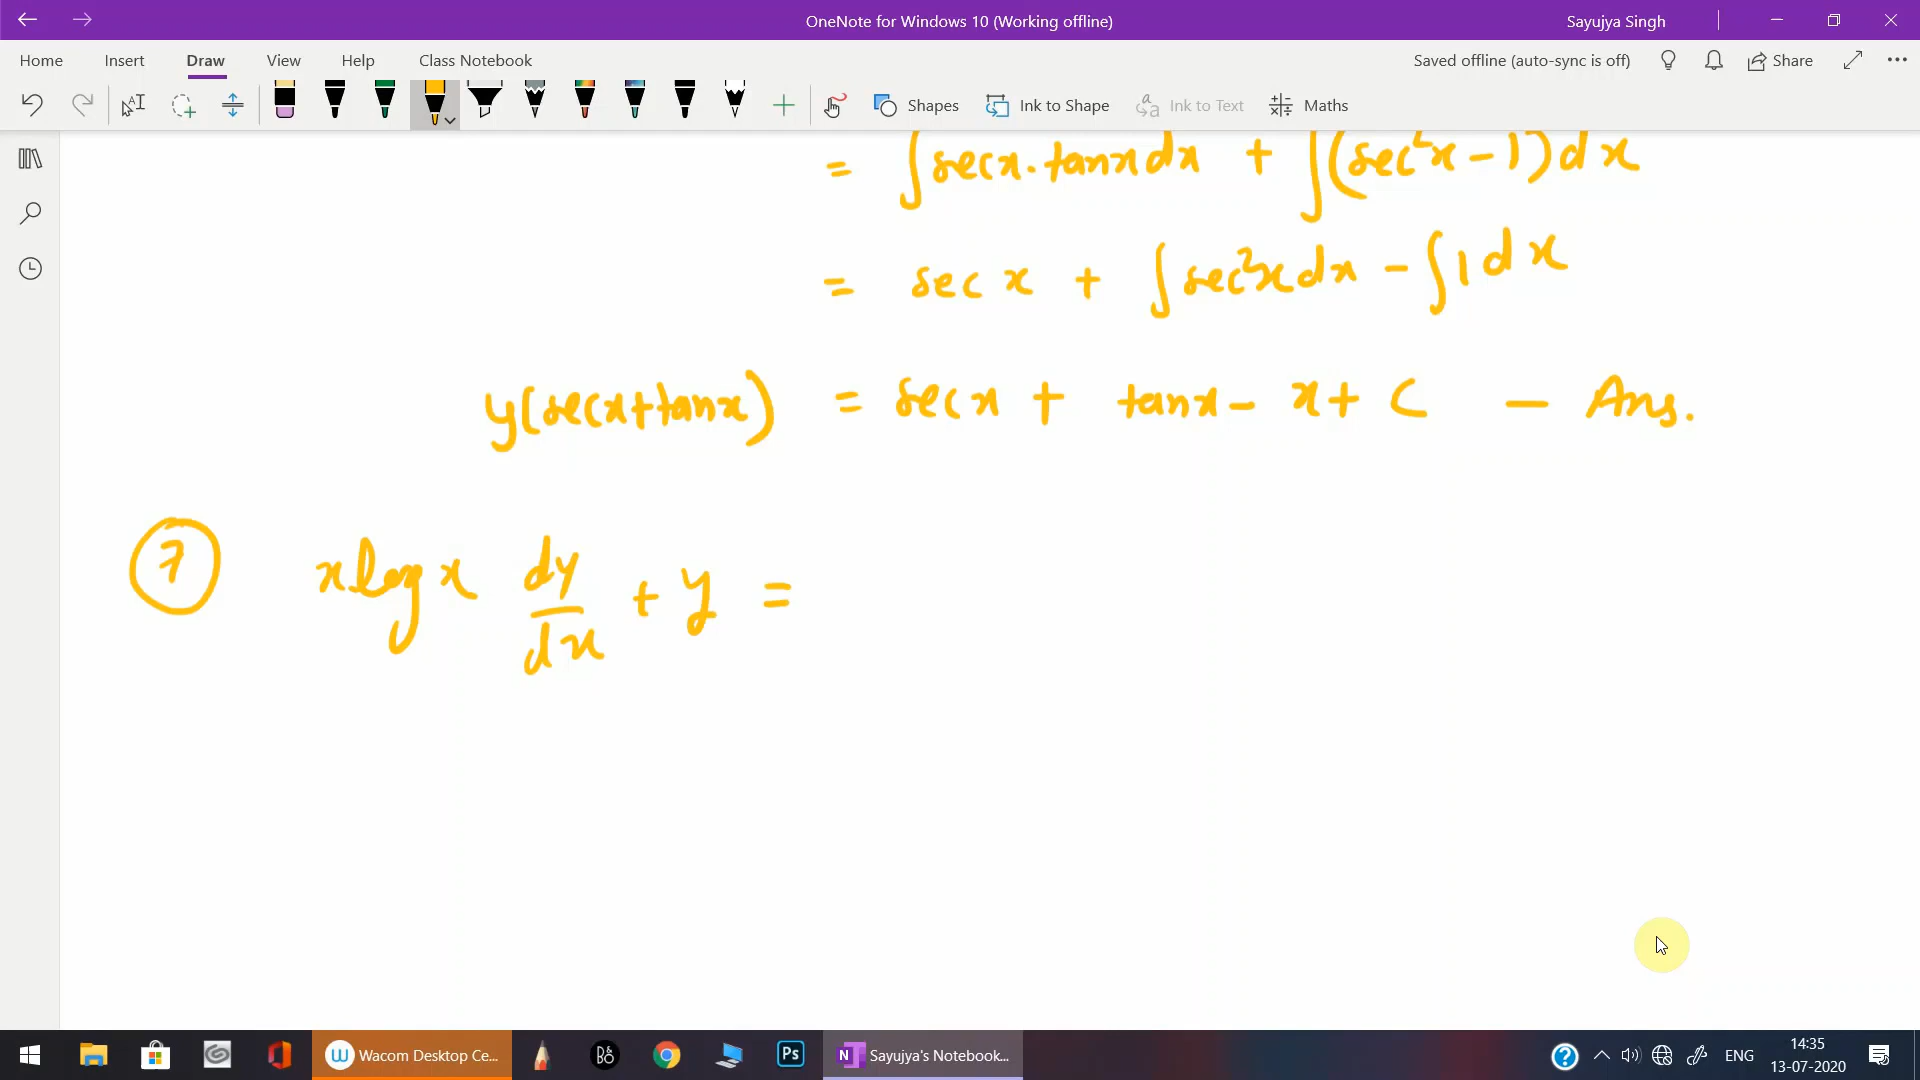 OneNote for Windows 10 (Working offline)
Sayujya Singh
Home Insert Draw View Help Class Notebook
Saved offline (auto-sync is off) Share
Shapes Ink to Shape Ink to Text Maths
= ∫secx·tanx dx + ∫(sec²x − 1)dx
= sec x + ∫sec²x dx − ∫1 dx
y(secx+tanx) = secx + tanx − x + C — Ans.
7 xlogx dy/dx + y =
Wacom Desktop Ce...
Ps
Sayujya's Notebook...
ENG
14:35
13-07-2020